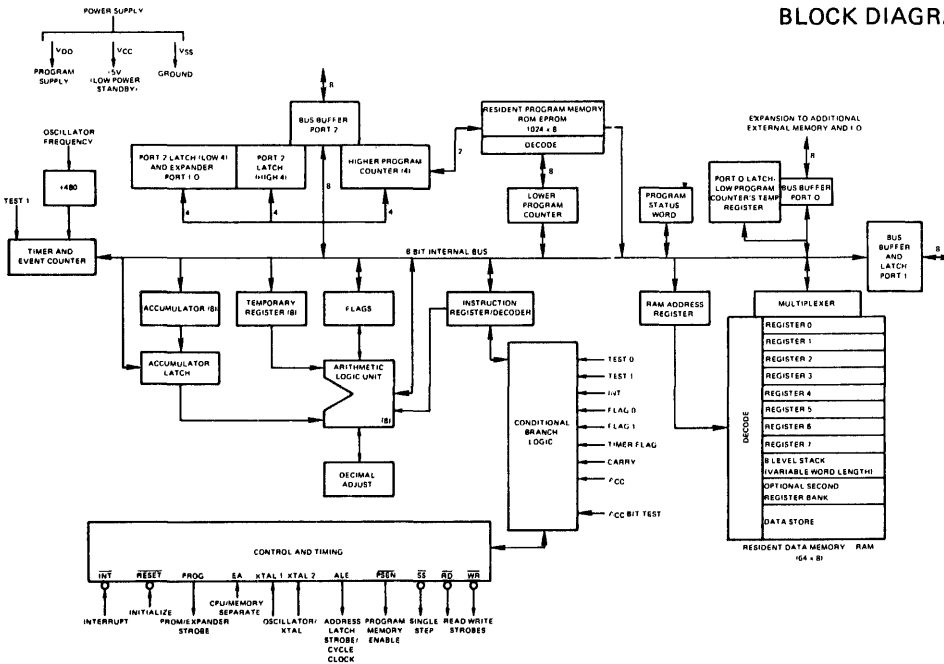 BLOCK DIAGR
POWER SUPPLY
VDD
VCC
VSS
PROGRAM
SUPPLY
+5V
(LOW POWER
STANDBY)
GROUND
OSCILLATOR
FREQUENCY
÷480
TEST 1
TIMER AND
EVENT COUNTER
8
BUS BUFFER
PORT 2
PORT 2 LATCH (LOW 4)
AND EXPANDER
PORT I O
PORT 2
LATCH
(HIGH 4)
HIGHER PROGRAM
COUNTER (4)
4
4
8
4
2
RESIDENT PROGRAM MEMORY
ROM EPROM
1024 x 8
DECODE
8
LOWER
PROGRAM
COUNTER
PROGRAM
STATUS
WORD
EXPANSION TO ADDITIONAL
EXTERNAL MEMORY AND I O
8
PORT 0 LATCH-
LOW PROGRAM
COUNTER'S TEMP
REGISTER
BUS BUFFER
PORT 0
BUS
BUFFER
AND
LATCH
PORT 1
8
8 BIT INTERNAL BUS
ACCUMULATOR (8)
TEMPORARY
REGISTER (8)
FLAGS
INSTRUCTION
REGISTER/DECODER
RAM ADDRESS
REGISTER
MULTIPLEXER
ACCUMULATOR
LATCH
ARITHMETIC
LOGIC UNIT
(8)
DECIMAL
ADJUST
CONDITIONAL
BRANCH
LOGIC
TEST 0
TEST 1
INT
FLAG 0
FLAG 1
TIMER FLAG
CARRY
ACC
ACC BIT TEST
DECODE
REGISTER 0
REGISTER 1
REGISTER 2
REGISTER 3
REGISTER 4
REGISTER 5
REGISTER 6
REGISTER 7
8 LEVEL STACK
(VARIABLE WORD LENGTH)
OPTIONAL SECOND
REGISTER BANK
DATA STORE
RESIDENT DATA MEMORY RAM
(64 x 8)
CONTROL AND TIMING
INT RESET PROG EA XTAL 1 XTAL 2 ALE PSEN SS RD WR
INTERRUPT
INITIALIZE
PROM/EXPANDER
STROBE
CPU/MEMORY
SEPARATE
OSCILLATOR/
XTAL
ADDRESS
LATCH
STROBE/
CYCLE
CLOCK
PROGRAM
MEMORY
ENABLE
SINGLE
STEP
READ WRITE
STROBES